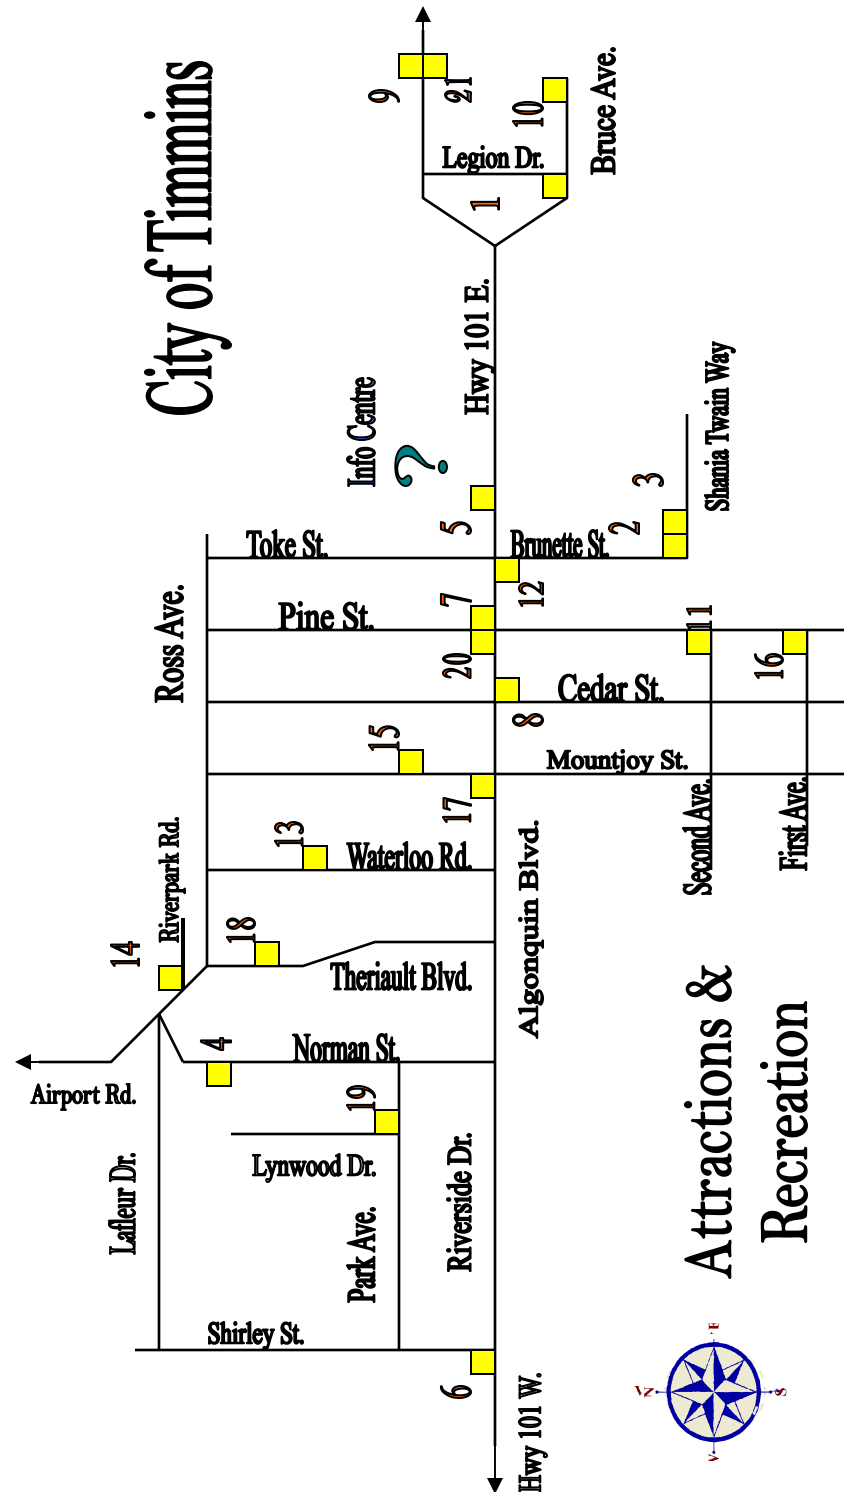 City of Timmins
9
21
10
Bruce Ave.
Legion Dr.
1
Hwy 101 E.
Info Centre
?
5
Shania Twain Way
3
2
Toke St.
Brunette St.
12
7
Pine St.
Ross Ave.
20
11
16
Cedar St.
8
15
Mountjoy St.
17
Second Ave.
First Ave.
13
Waterloo Rd.
Riverpark Rd.
14
18
Theriault Blvd.
Algonquin Blvd.
4
Norman St.
Airport Rd.
19
Lynwood Dr.
Lafleur Dr.
Park Ave.
Riverside Dr.
Shirley St.
6
Hwy 101 W.
Attractions &
Recreation
N
E
S